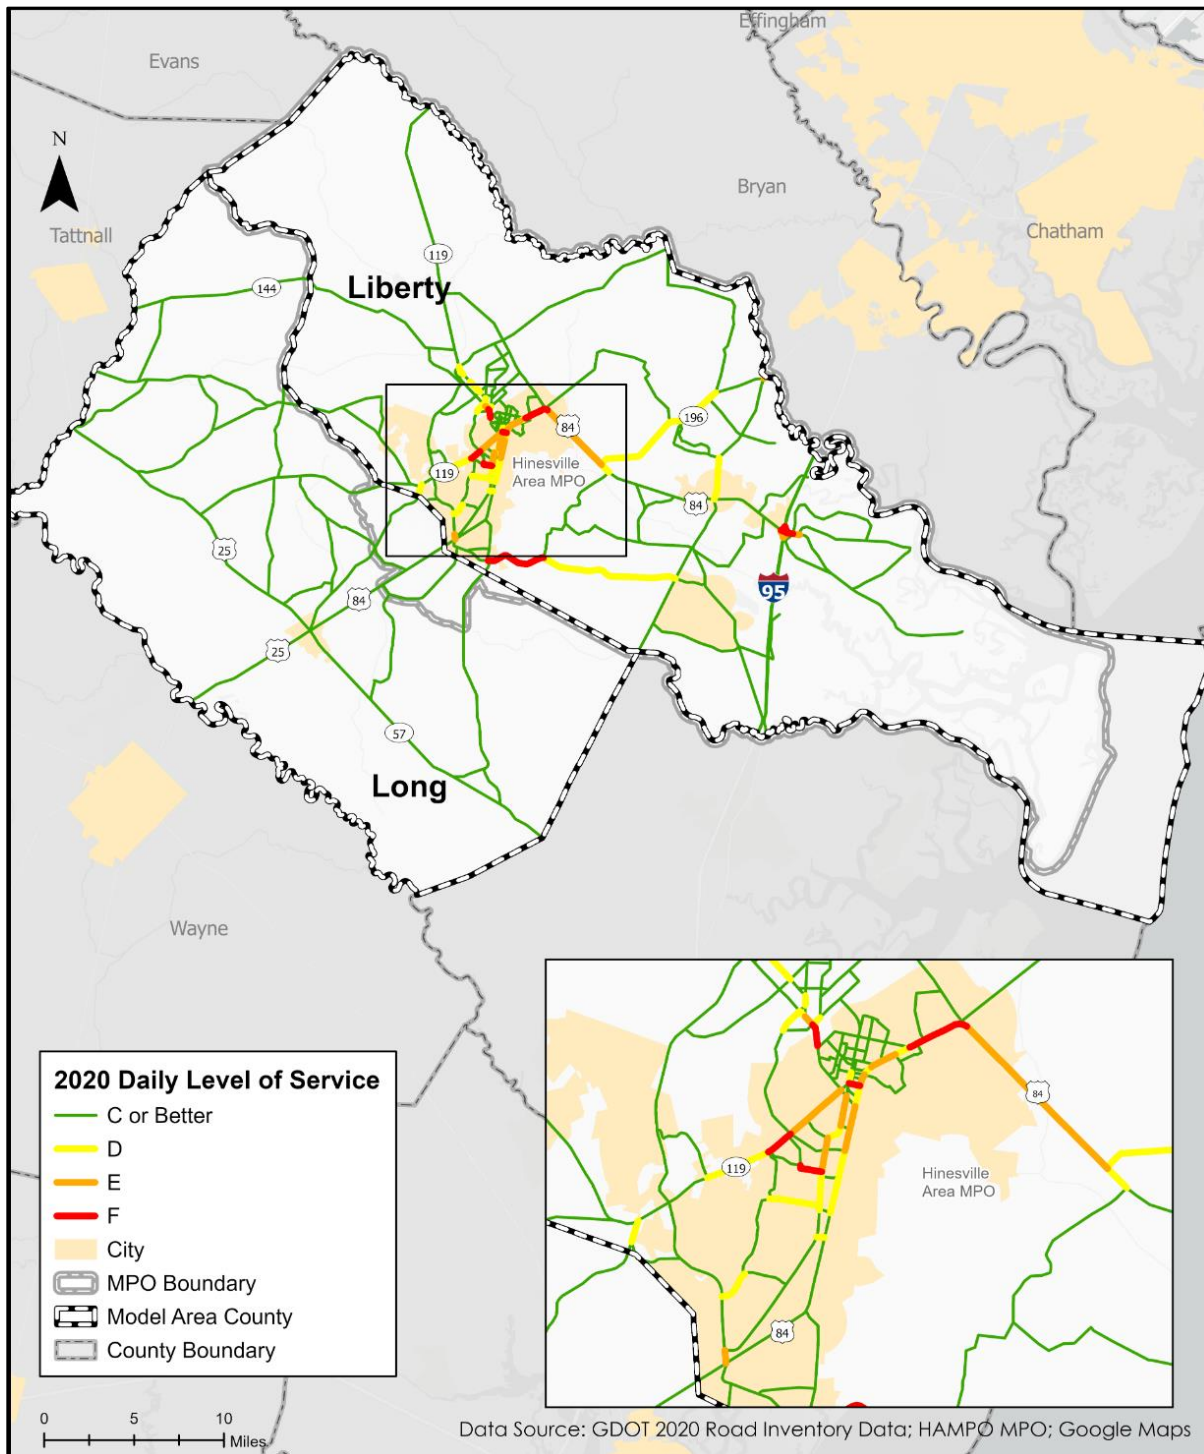 Effingham
Evans
N
Bryan
Tattnall
Chatham
119
144
Liberty
196
84
Hinesville
Area MPO
119
84
25
95
84
25
57
Long
Wayne
2020 Daily Level of Service
C or Better
D
E
F
City
MPO Boundary
Model Area County
County Boundary
0 5 10
Miles
84
119
Hinesville
Area MPO
84
Data Source: GDOT 2020 Road Inventory Data; HAMPO MPO; Google Maps